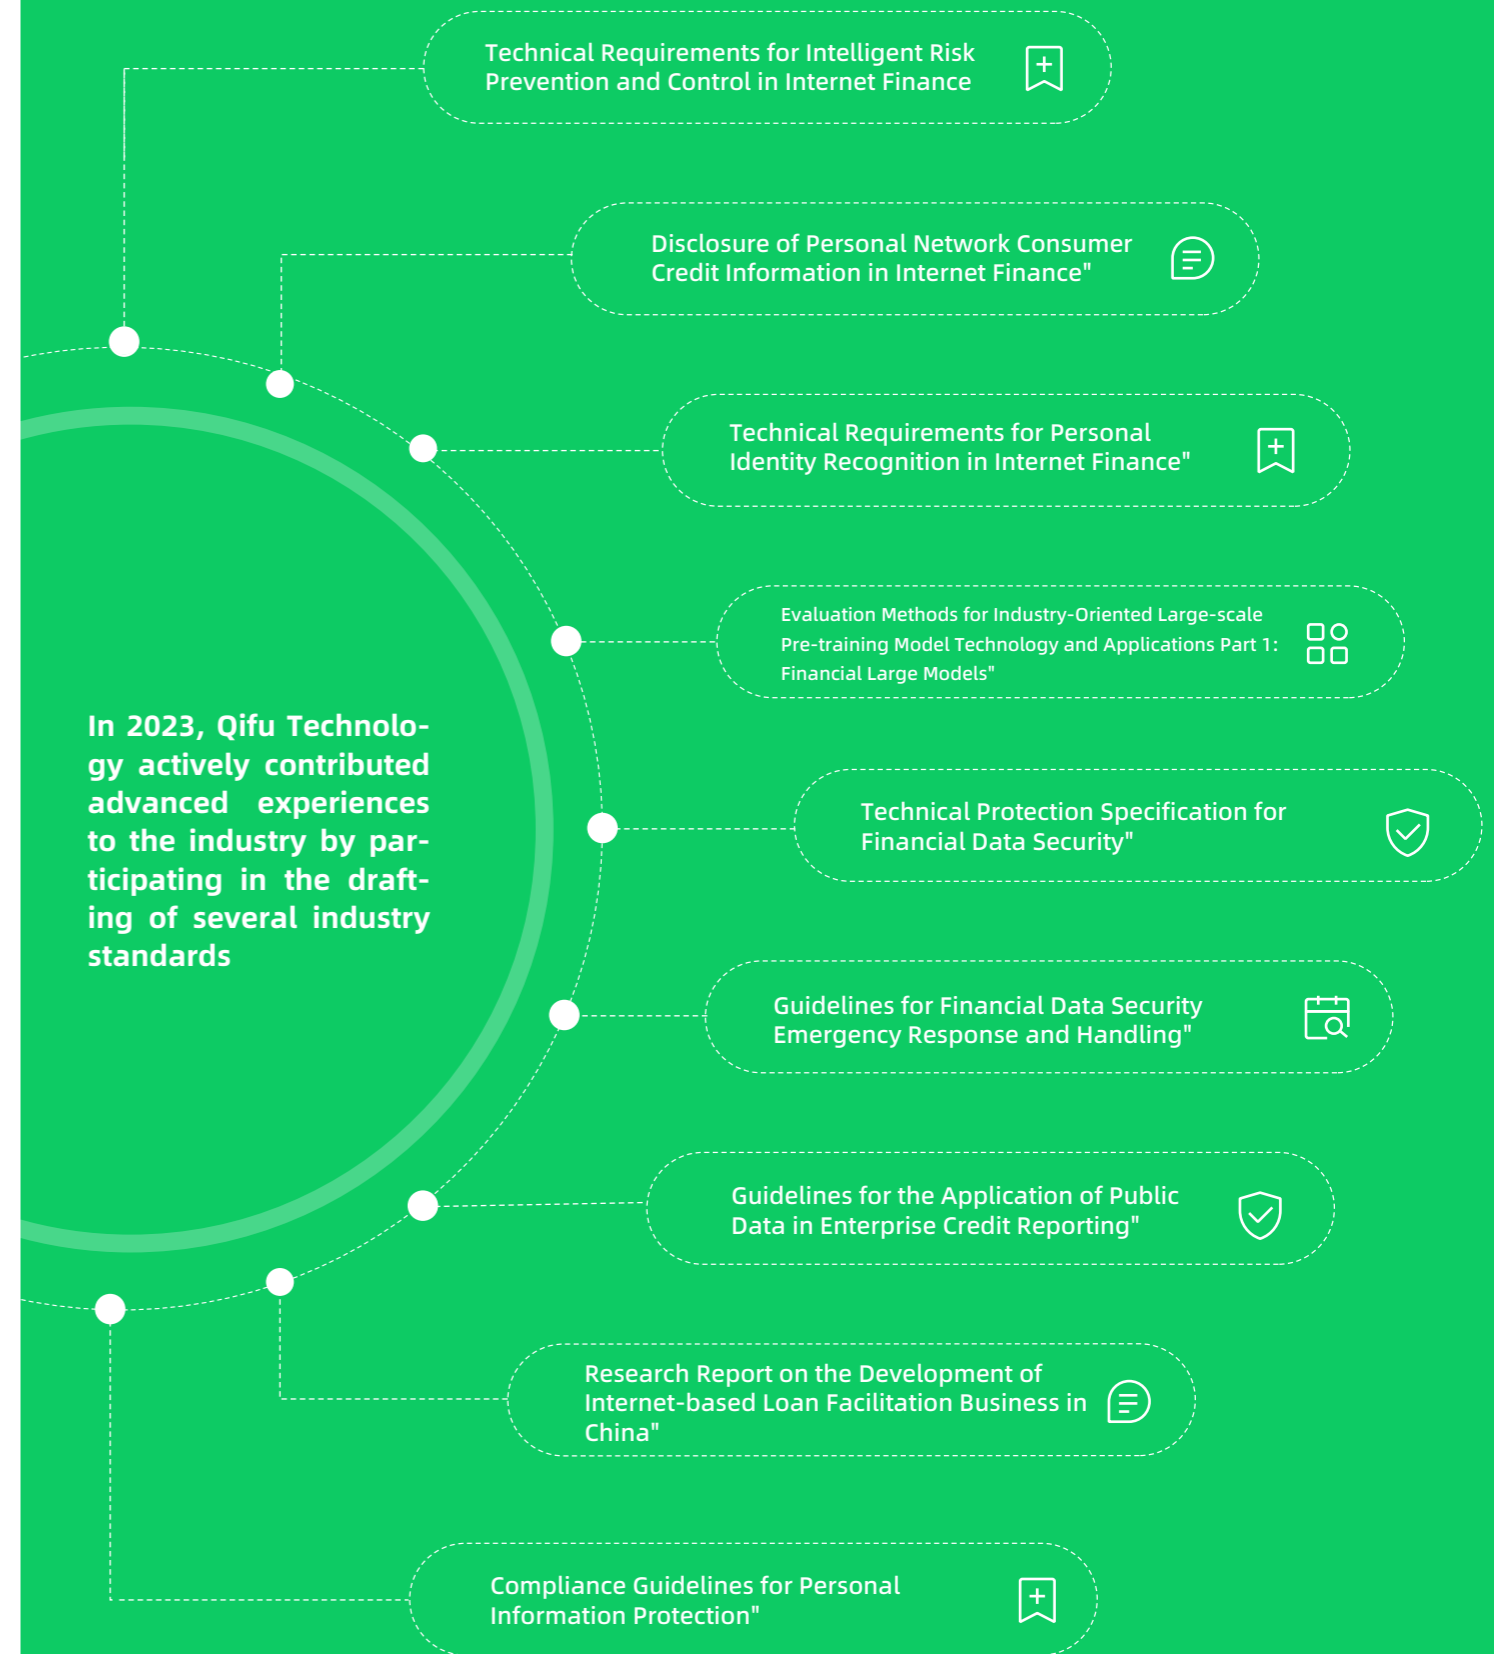 Technical Requirements for Intelligent Risk
Prevention and Control in Internet Finance
Disclosure of Personal Network Consumer
Credit Information in Internet Finance"
Technical Requirements for Personal
Identity Recognition in Internet Finance"
Evaluation Methods for Industry-Oriented Large-scale
Pre-training Model Technology and Applications Part 1:
Financial Large Models"
In 2023, Qifu Technolo-
gy actively contributed
advanced experiences
to the industry by par-
ticipating in the draft-
ing of several industry
standards
Technical Protection Specification for
Financial Data Security"
Guidelines for Financial Data Security
Emergency Response and Handling"
Guidelines for the Application of Public
Data in Enterprise Credit Reporting"
Research Report on the Development of
Internet-based Loan Facilitation Business in
China"
Compliance Guidelines for Personal
Information Protection"